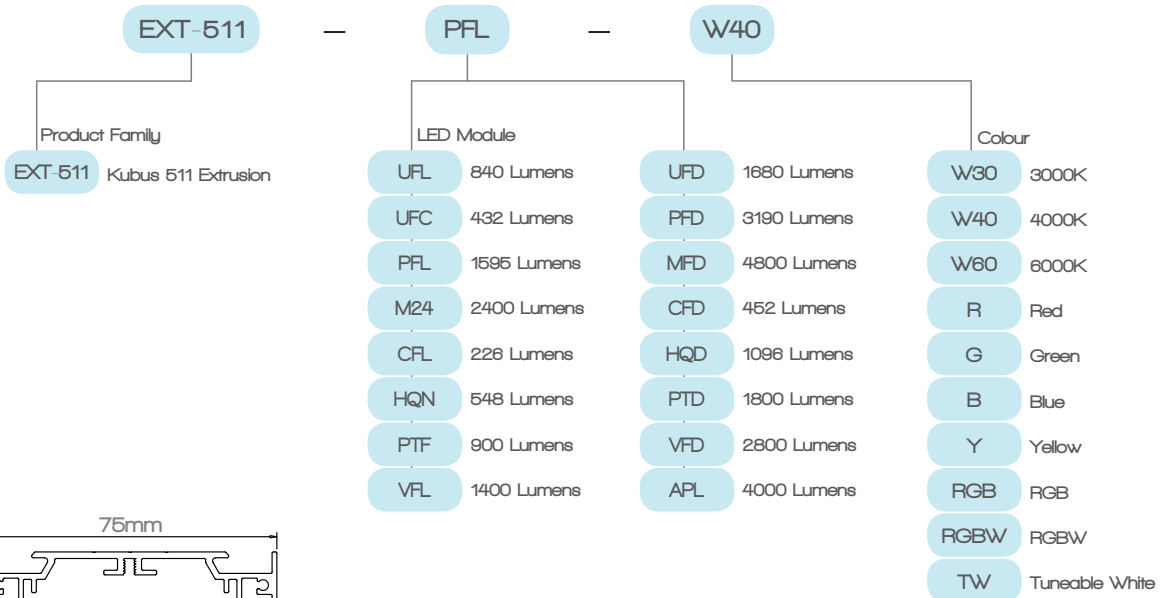 EXT-511 – PFL – W40
Product Family
EXT-511 Kubus 511 Extrusion
LED Module
UFL 840 Lumens
UFC 432 Lumens
PFL 1595 Lumens
M24 2400 Lumens
CFL 226 Lumens
HQN 548 Lumens
PTF 900 Lumens
VFL 1400 Lumens
UFD 1680 Lumens
PFD 3190 Lumens
MFD 4800 Lumens
CFD 452 Lumens
HQD 1096 Lumens
PTD 1800 Lumens
VFD 2800 Lumens
APL 4000 Lumens
Colour
W30 3000K
W40 4000K
W60 6000K
R Red
G Green
B Blue
Y Yellow
RGB RGB
RGBW RGBW
TW Tuneable White
75mm